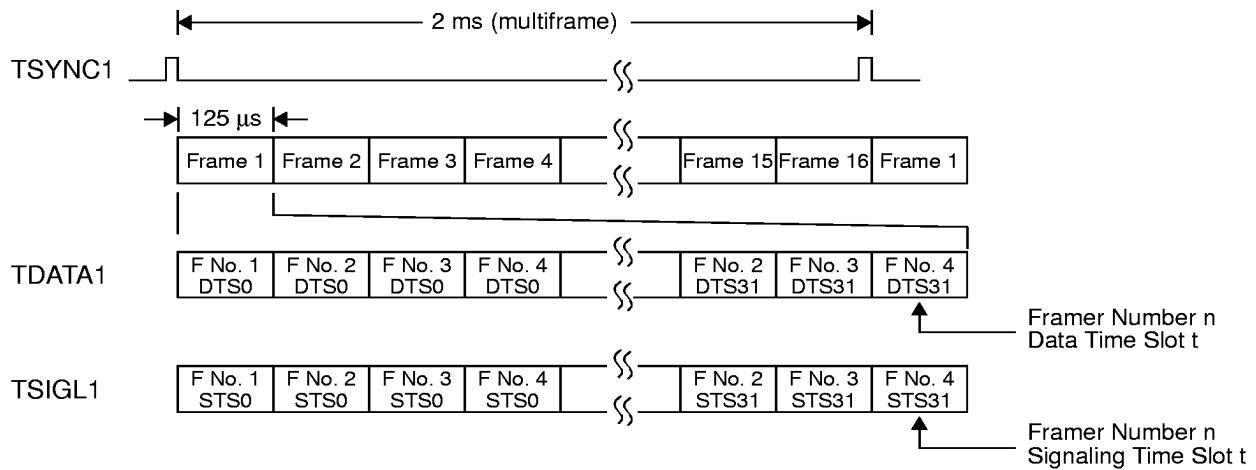 2 ms (multiframe)
TSYNC1
125 μs
Frame 1 Frame 2 Frame 3 Frame 4 Frame 15 Frame 16 Frame 1
TDATA1
F No. 1 F No. 2 F No. 3 F No. 4 F No. 2 F No. 3 F No. 4
DTS0 DTS0 DTS0 DTS0 DTS31 DTS31 DTS31
Framer Number n
Data Time Slot t
TSIGL1
F No. 1 F No. 2 F No. 3 F No. 4 F No. 2 F No. 3 F No. 4
STS0 STS0 STS0 STS0 STS31 STS31 STS31
Framer Number n
Signaling Time Slot t